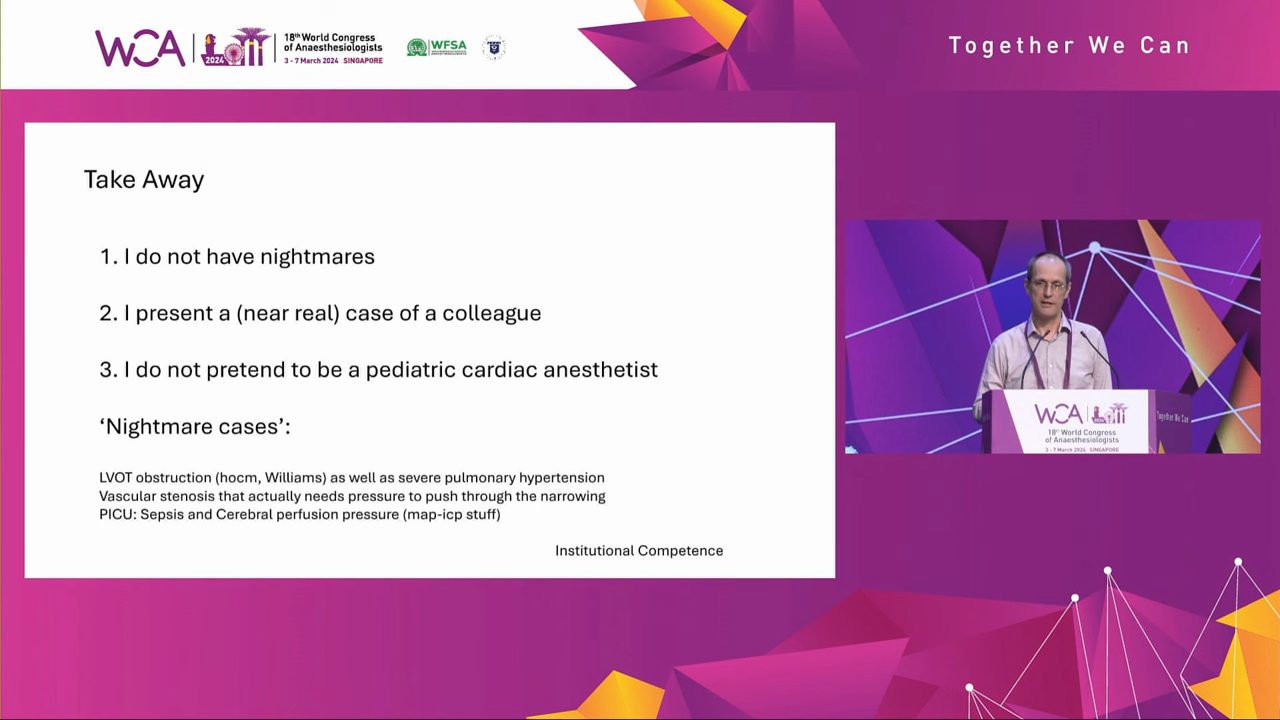 WCA
2024
18th World Congress
of Anaesthesiologists
3 - 7 March 2024 SINGAPORE
WFSA
Together We Can
Take Away
1. I do not have nightmares
2. I present a (near real) case of a colleague
3. I do not pretend to be a pediatric cardiac anesthetist
‘Nightmare cases’:
LVOT obstruction (hocm, Williams) as well as severe pulmonary hypertension
Vascular stenosis that actually needs pressure to push through the narrowing
PICU: Sepsis and Cerebral perfusion pressure (map-icp stuff)
Institutional Competence
WCA
18th World Congress
of Anaesthesiologists
3 - 7 March 2024 SINGAPORE
Together We Can